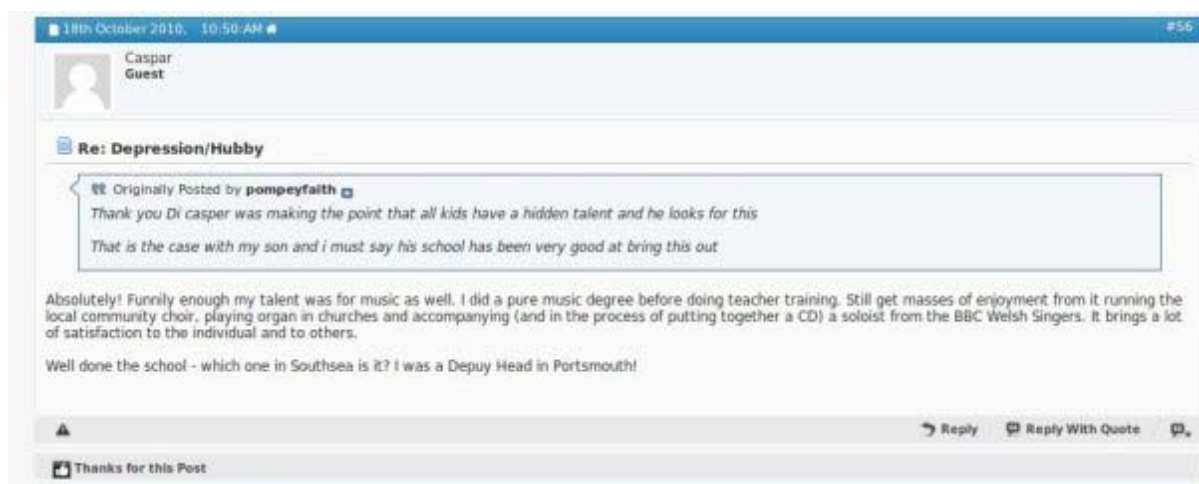 18th October 2010, 10:50 AM
#56
Caspar
Guest
Re: Depression/Hubby
Originally Posted by pompeyfaith
Thank you Di casper was making the point that all kids have a hidden talent and he looks for this
That is the case with my son and i must say his school has been very good at bring this out
Absolutely! Funnily enough my talent was for music as well. I did a pure music degree before doing teacher training. Still get masses of enjoyment from it running the
local community choir, playing organ in churches and accompanying (and in the process of putting together a CD) a soloist from the BBC Welsh Singers. It brings a lot
of satisfaction to the individual and to others.
Well done the school - which one in Southsea is it? I was a Depuy Head in Portsmouth!
Reply
Reply With Quote
Thanks for this Post